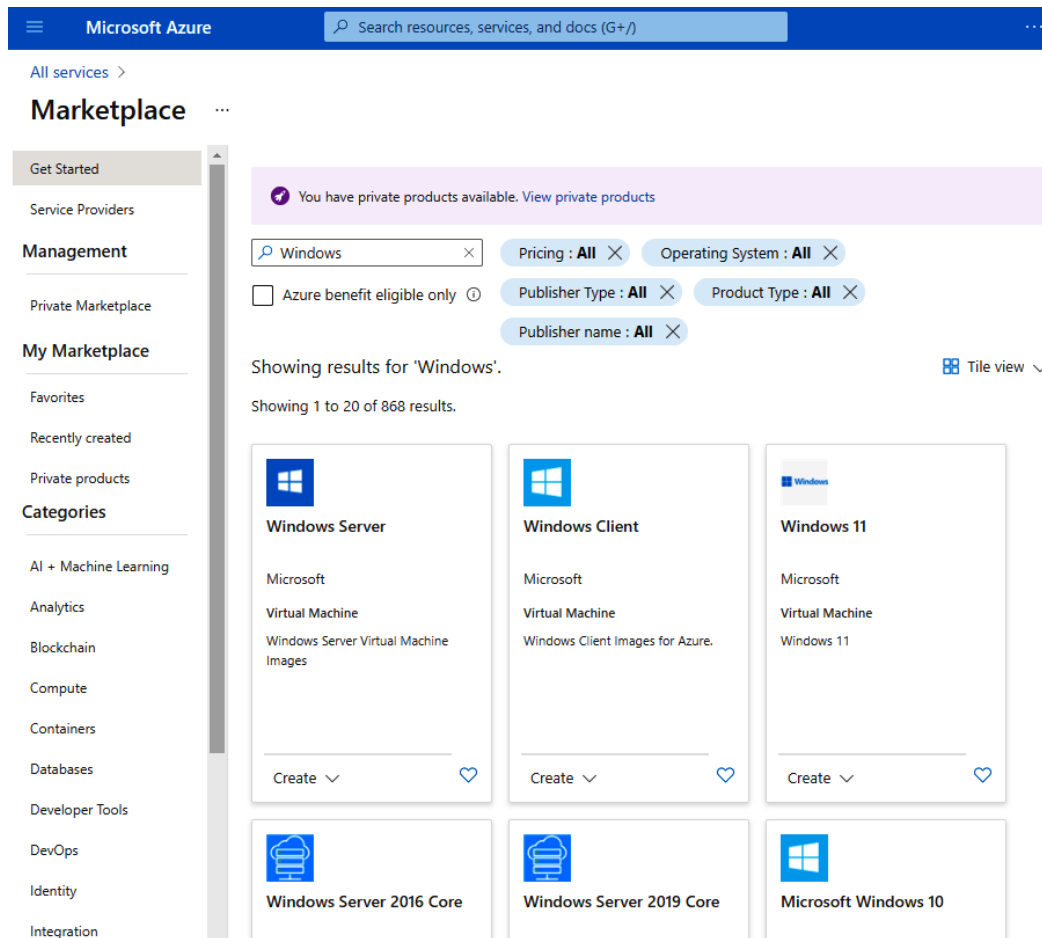 Microsoft Azure
Search resources, services, and docs (G+/)
All services >
Marketplace ...
Get Started
Service Providers
Management
Private Marketplace
My Marketplace
Favorites
Recently created
Private products
Categories
AI + Machine Learning
Analytics
Blockchain
Compute
Containers
Databases
Developer Tools
DevOps
Identity
Integration
You have private products available. View private products
Windows
Pricing : All
Operating System : All
Azure benefit eligible only
Publisher Type : All
Product Type : All
Publisher name : All
Showing results for 'Windows'.
Tile view
Showing 1 to 20 of 868 results.
Windows Server
Microsoft
Virtual Machine
Windows Server Virtual Machine
Images
Create
Windows Client
Microsoft
Virtual Machine
Windows Client Images for Azure.
Create
Windows
Windows 11
Microsoft
Virtual Machine
Windows 11
Create
Windows Server 2016 Core
Windows Server 2019 Core
Microsoft Windows 10